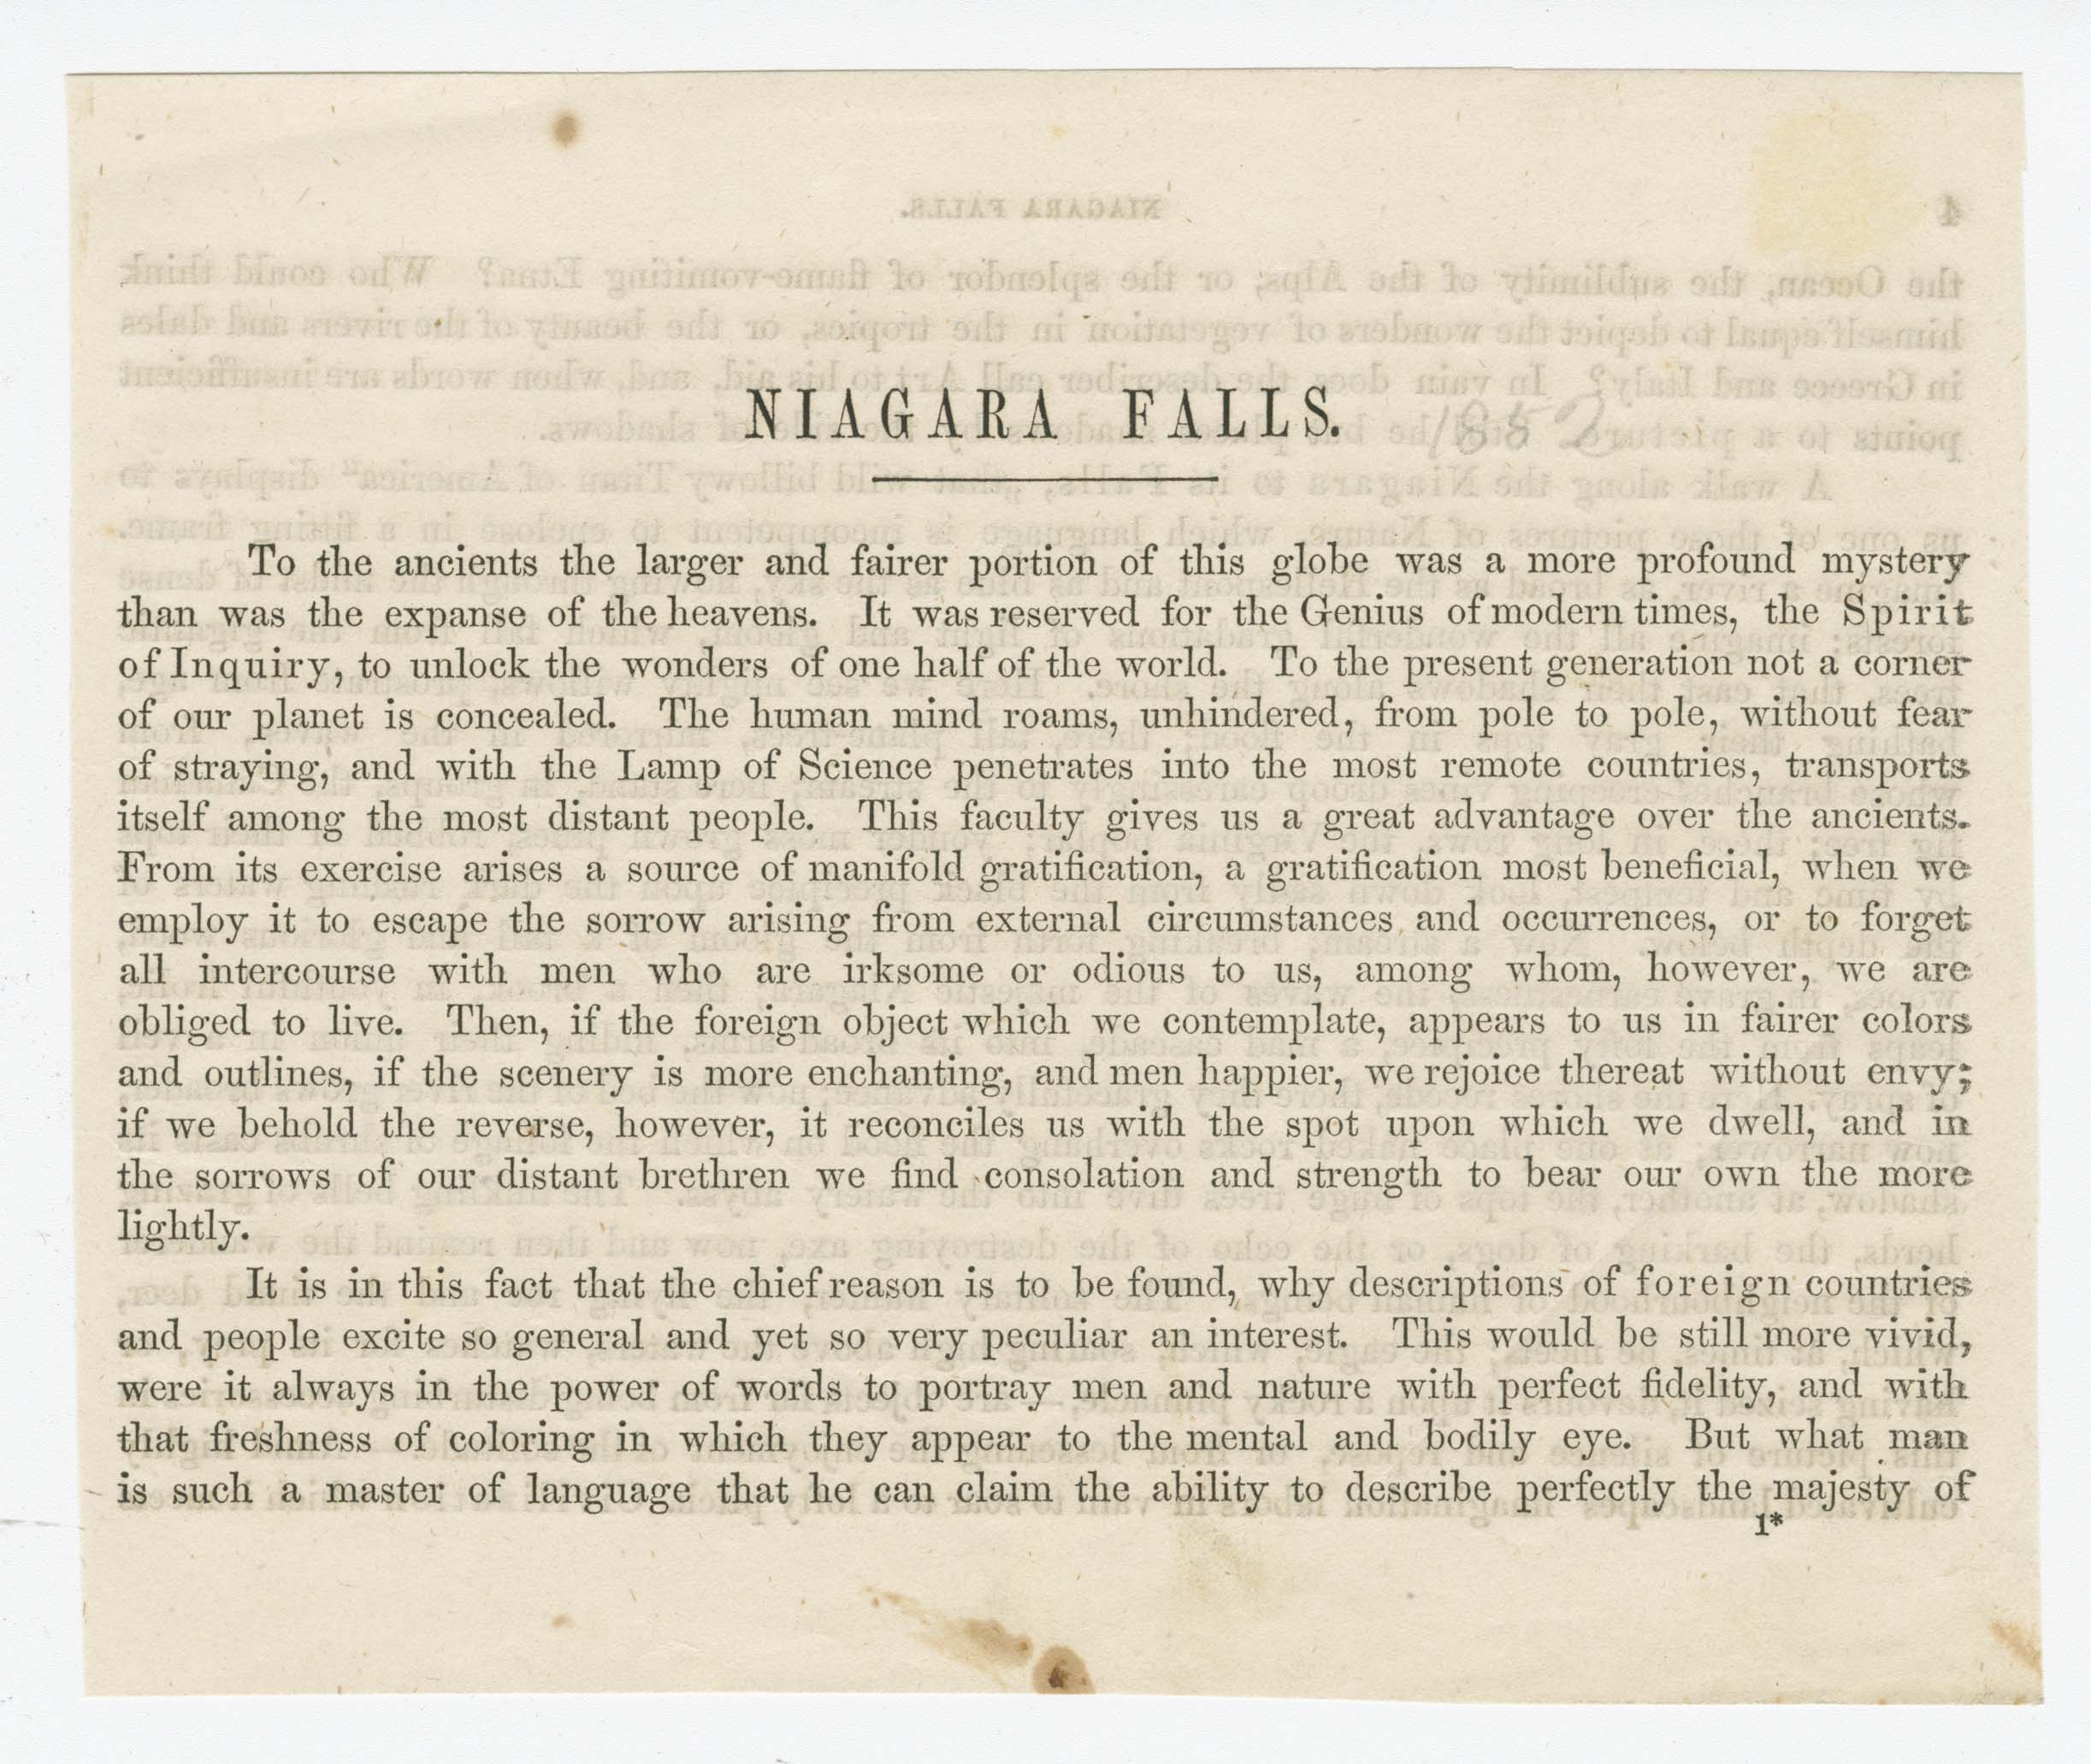 NIAGARA FALLS.
1852
To the ancients the larger and fairer portion of this globe was a more profound mystery
than was the expanse of the heavens. It was reserved for the Genius of modern times, the Spirit
of Inquiry, to unlock the wonders of one half of the world. To the present generation not a corner
of our planet is concealed. The human mind roams, unhindered, from pole to pole, without fear
of straying, and with the Lamp of Science penetrates into the most remote countries, transports
itself among the most distant people. This faculty gives us a great advantage over the ancients.
From its exercise arises a source of manifold gratification, a gratification most beneficial, when we
employ it to escape the sorrow arising from external circumstances and occurrences, or to forget
all intercourse with men who are irksome or odious to us, among whom, however, we are
obliged to live. Then, if the foreign object which we contemplate, appears to us in fairer colors
and outlines, if the scenery is more enchanting, and men happier, we rejoice thereat without envy;
if we behold the reverse, however, it reconciles us with the spot upon which we dwell, and in
the sorrows of our distant brethren we find consolation and strength to bear our own the more
lightly.
It is in this fact that the chief reason is to be found, why descriptions of foreign countries
and people excite so general and yet so very peculiar an interest. This would be still more vivid,
were it always in the power of words to portray men and nature with perfect fidelity, and with
that freshness of coloring in which they appear to the mental and bodily eye. But what man
is such a master of language that he can claim the ability to describe perfectly the majesty of
1*